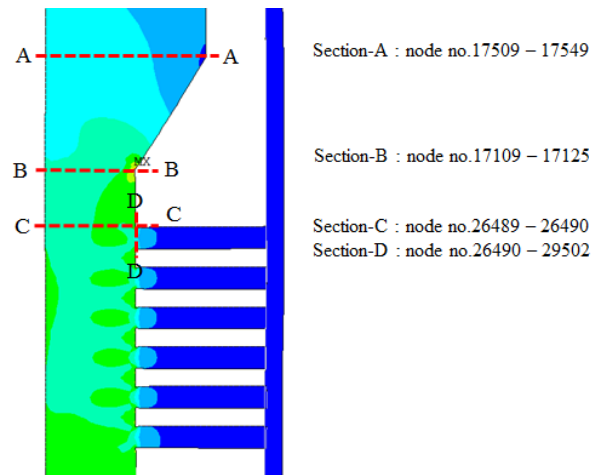 A A Section-A : node no.17509 – 17549
MX
B B Section-B : node no.17109 – 17125
D
C C Section-C : node no.26489 – 26490
Section-D : node no.26490 – 29502
D